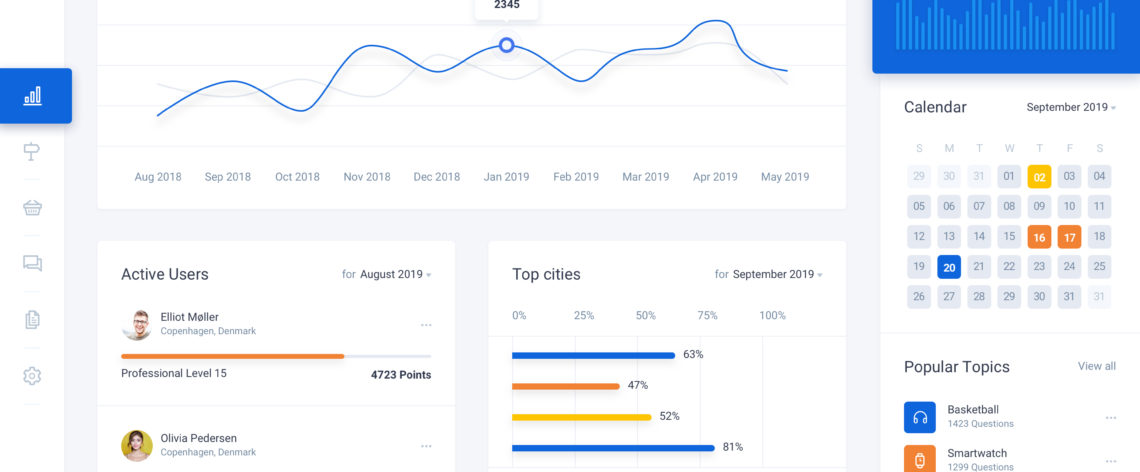 2345
Aug 2018 Sep 2018 Oct 2018 Nov 2018 Dec 2018 Jan 2019 Feb 2019 Mar 2019 Apr 2019 May 2019
Active Users for August 2019
Elliot Møller
Copenhagen, Denmark
Professional Level 15 4723 Points
Olivia Pedersen
Copenhagen, Denmark
Top cities for September 2019
0% 25% 50% 75% 100%
63%
47%
52%
81%
Calendar September 2019
S M T W T F S
29 30 31 01 02 03 04
05 06 07 08 09 10 11
12 13 14 15 16 17 18
19 20 21 22 23 24 25
26 27 28 29 30 31 31
Popular Topics View all
Basketball
1423 Questions
Smartwatch
1299 Questions